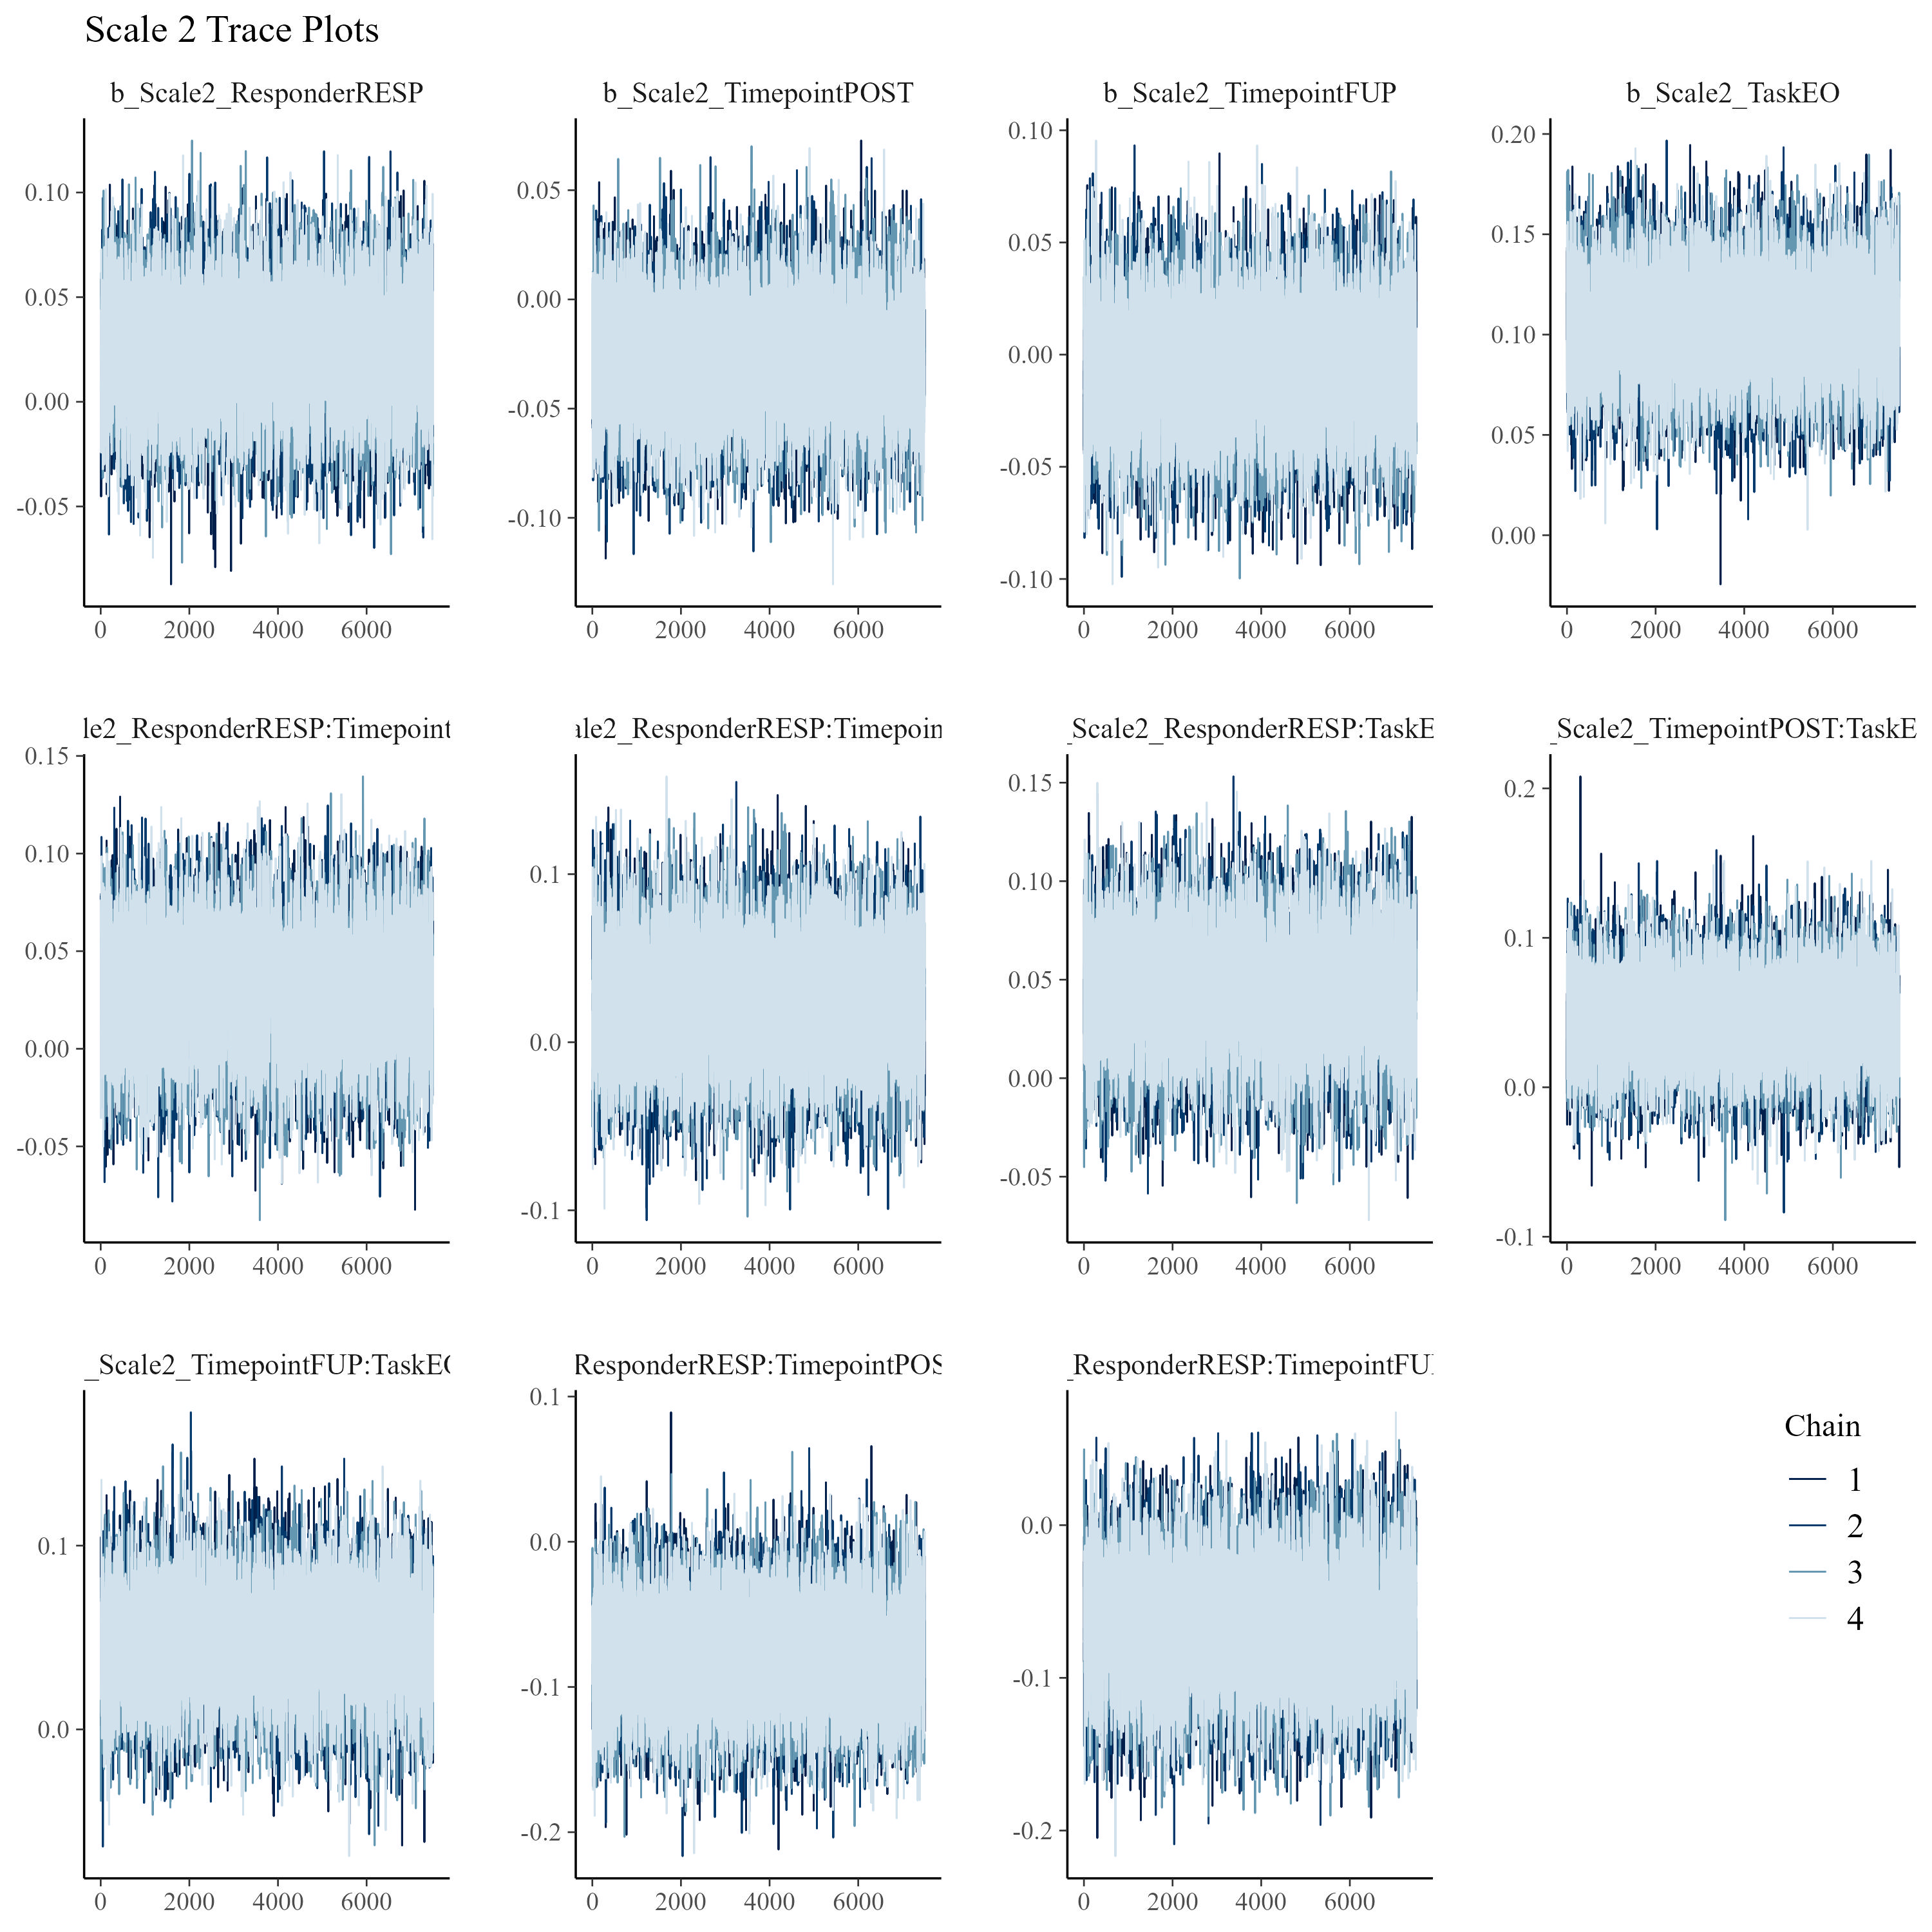 Scale 2 Trace Plots
b_Scale2_ResponderRESP b_Scale2_TimepointPOST b_Scale2_TimepointFUP b_Scale2_TaskEO
0.10 0.05 0.00 -0.05
0.05 0.00 -0.05 -0.10
0.10 0.05 0.00 -0.05 -0.10
0.20 0.15 0.10 0.05 0.00
0 2000 4000 6000 0 2000 4000 6000 0 2000 4000 6000 0 2000 4000 6000
le2_ResponderRESP:Timepoint ale2_ResponderRESP:Timepoin _Scale2_ResponderRESP:TaskE _Scale2_TimepointPOST:TaskE
0.15 0.10 0.05 0.00 -0.05
0.1 0.0 -0.1
0.15 0.10 0.05 0.00 -0.05
0.2 0.1 0.0 -0.1
0 2000 4000 6000 0 2000 4000 6000 0 2000 4000 6000 0 2000 4000 6000
_Scale2_TimepointFUP:TaskEO ResponderRESP:TimepointPOS _ResponderRESP:TimepointFU
0.1 0.0
0.1 0.0 -0.1 -0.2
0.0 -0.1 -0.2
0 2000 4000 6000 0 2000 4000 6000 0 2000 4000 6000
Chain
1
2
3
4